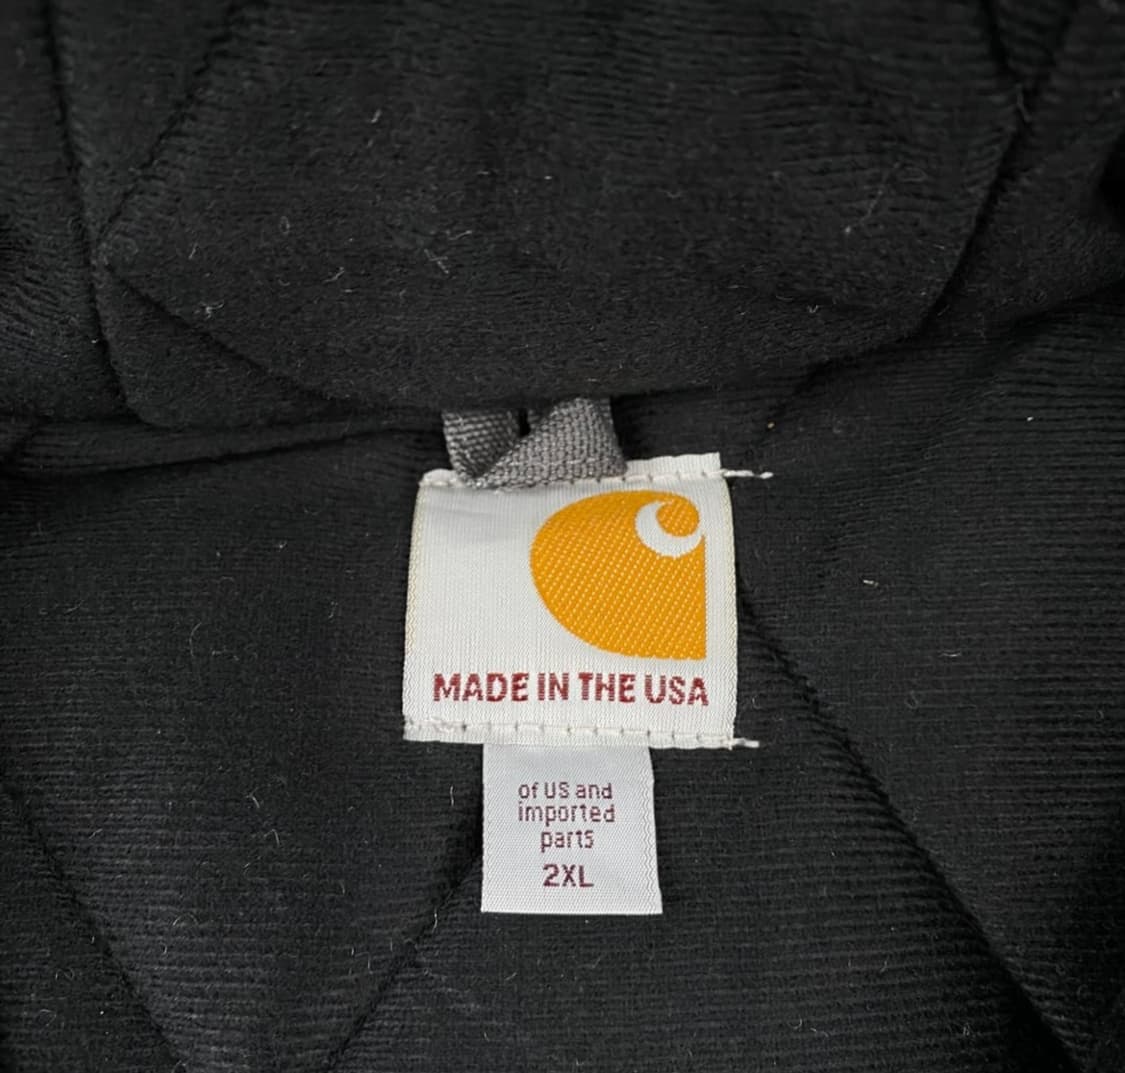 MADE IN THE USA
of US and
imported
parts
2XL